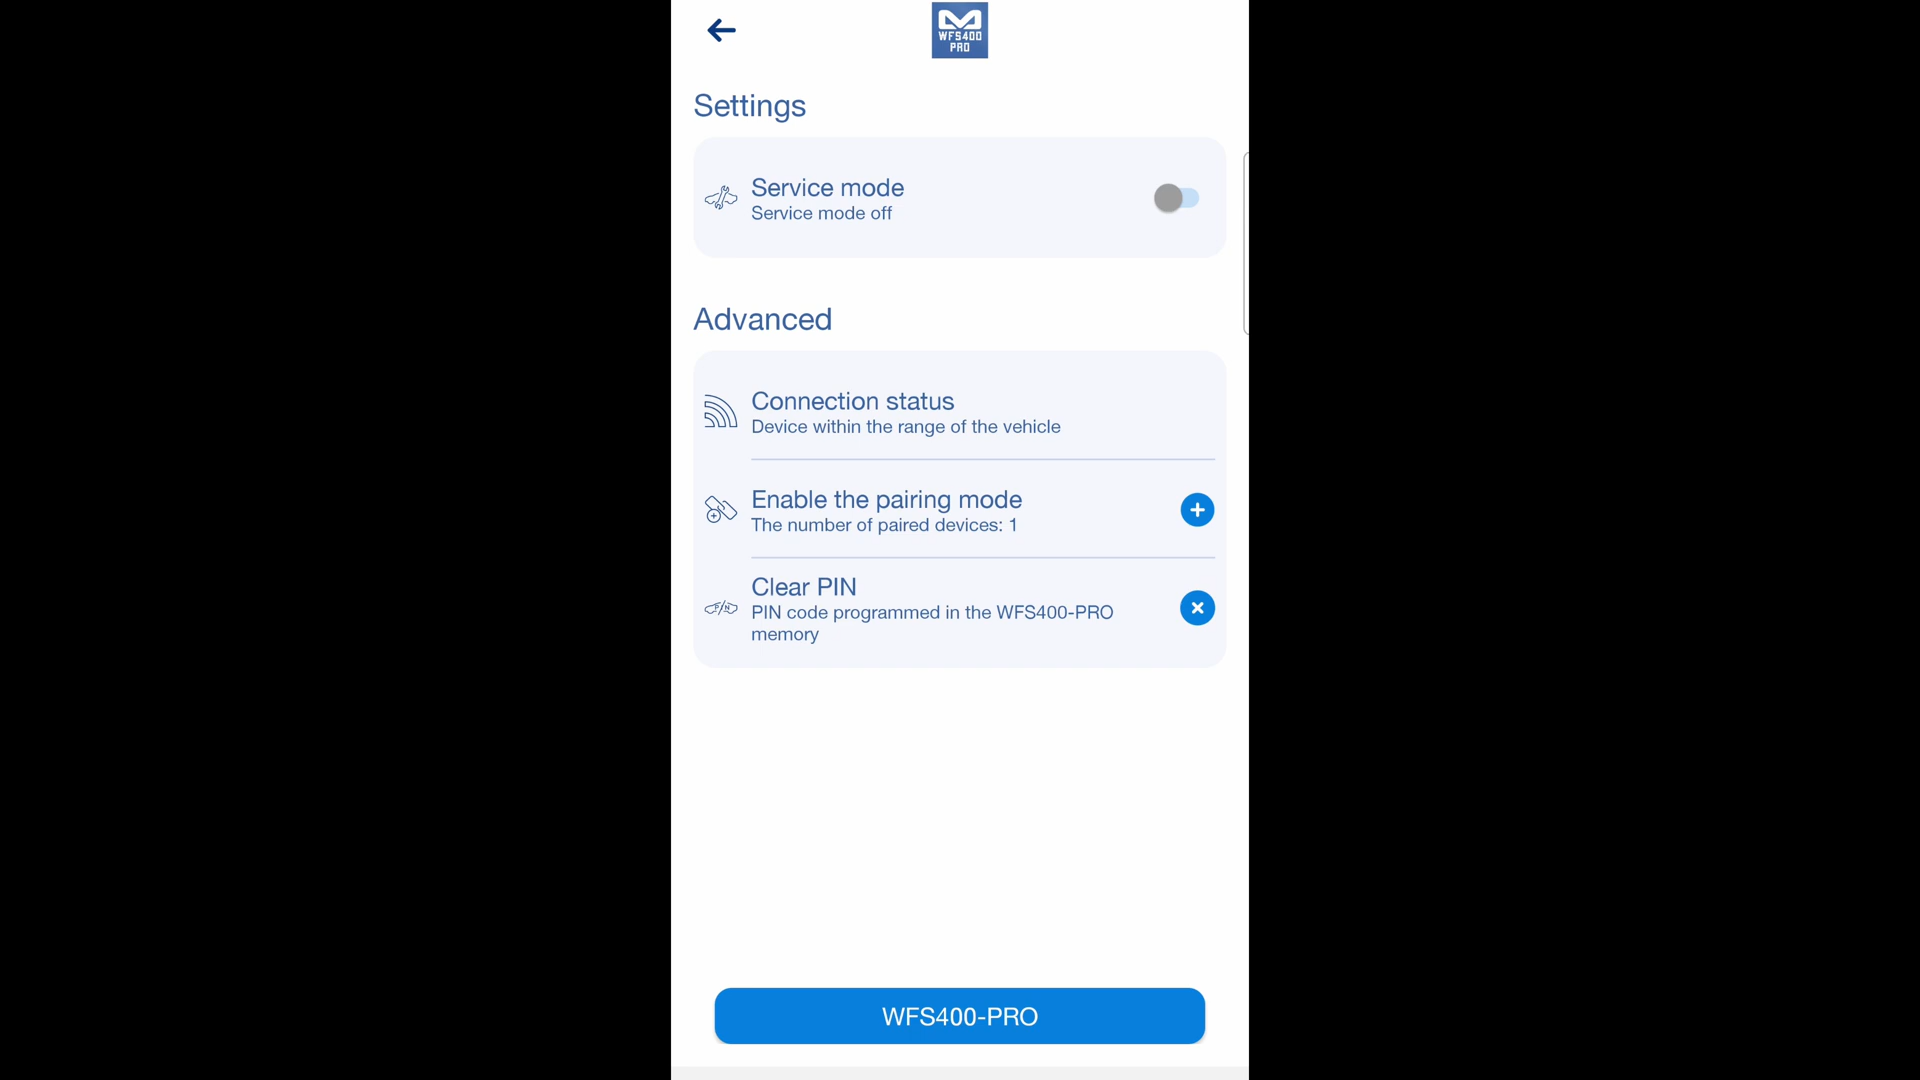 WFS400
PRO
Settings
Service mode
Service mode off
Advanced
Connection status
Device within the range of the vehicle
Enable the pairing mode
The number of paired devices: 1
P/N
Clear PIN
PIN code programmed in the WFS400-PRO
memory
WFS400-PRO